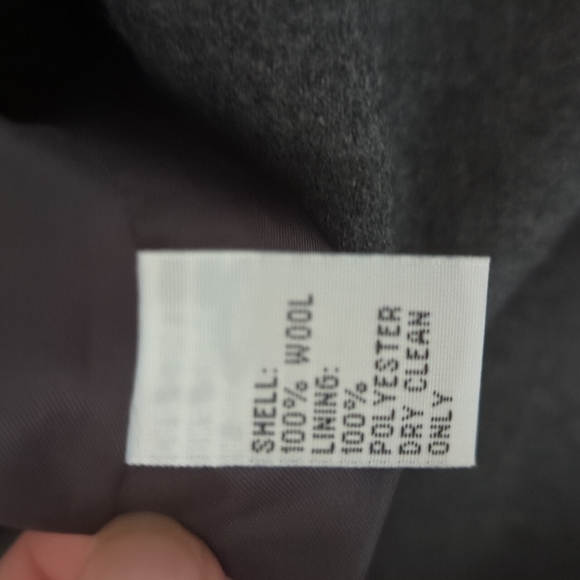 SHELL:
100% WOOL
LINING:
100%
POLYESTER
DRY CLEAN
ONLY